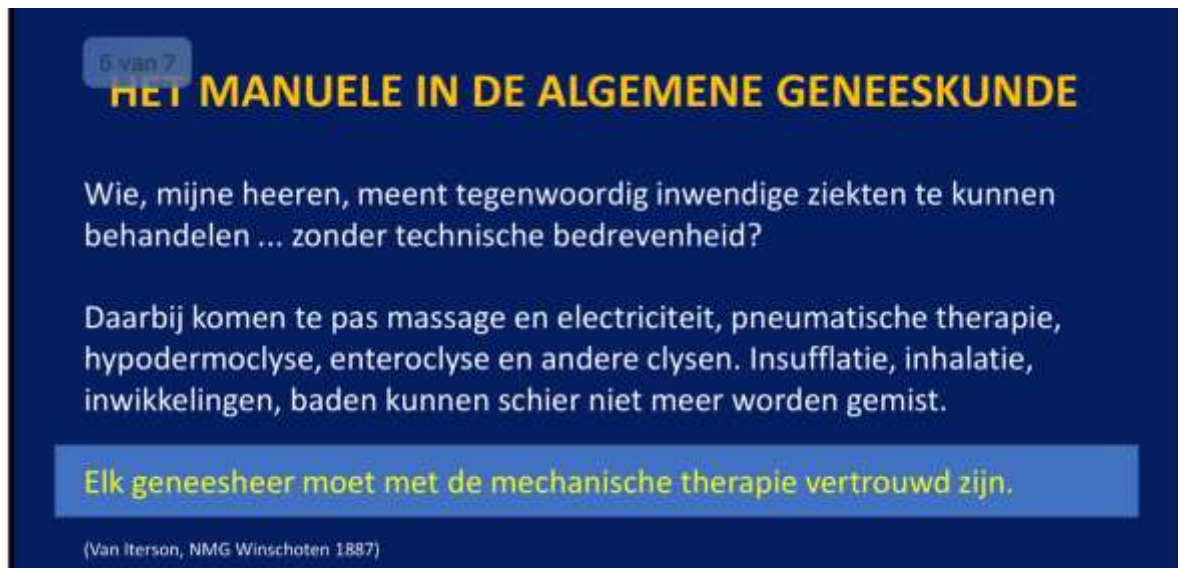 6 van 7
HET MANUELE IN DE ALGEMENE GENEESKUNDE
Wie, mijne heeren, meent tegenwoordig inwendige ziekten te kunnen
behandelen ... zonder technische bedrevenheid?
Daarbij komen te pas massage en electriciteit, pneumatische therapie,
hypodermoclyse, enteroclyse en andere clysen. Insufflatie, inhalatie,
inwikkelingen, baden kunnen schier niet meer worden gemist.
Elk geneesheer moet met de mechanische therapie vertrouwd zijn.
(Van Iterson, NMG Winschoten 1887)